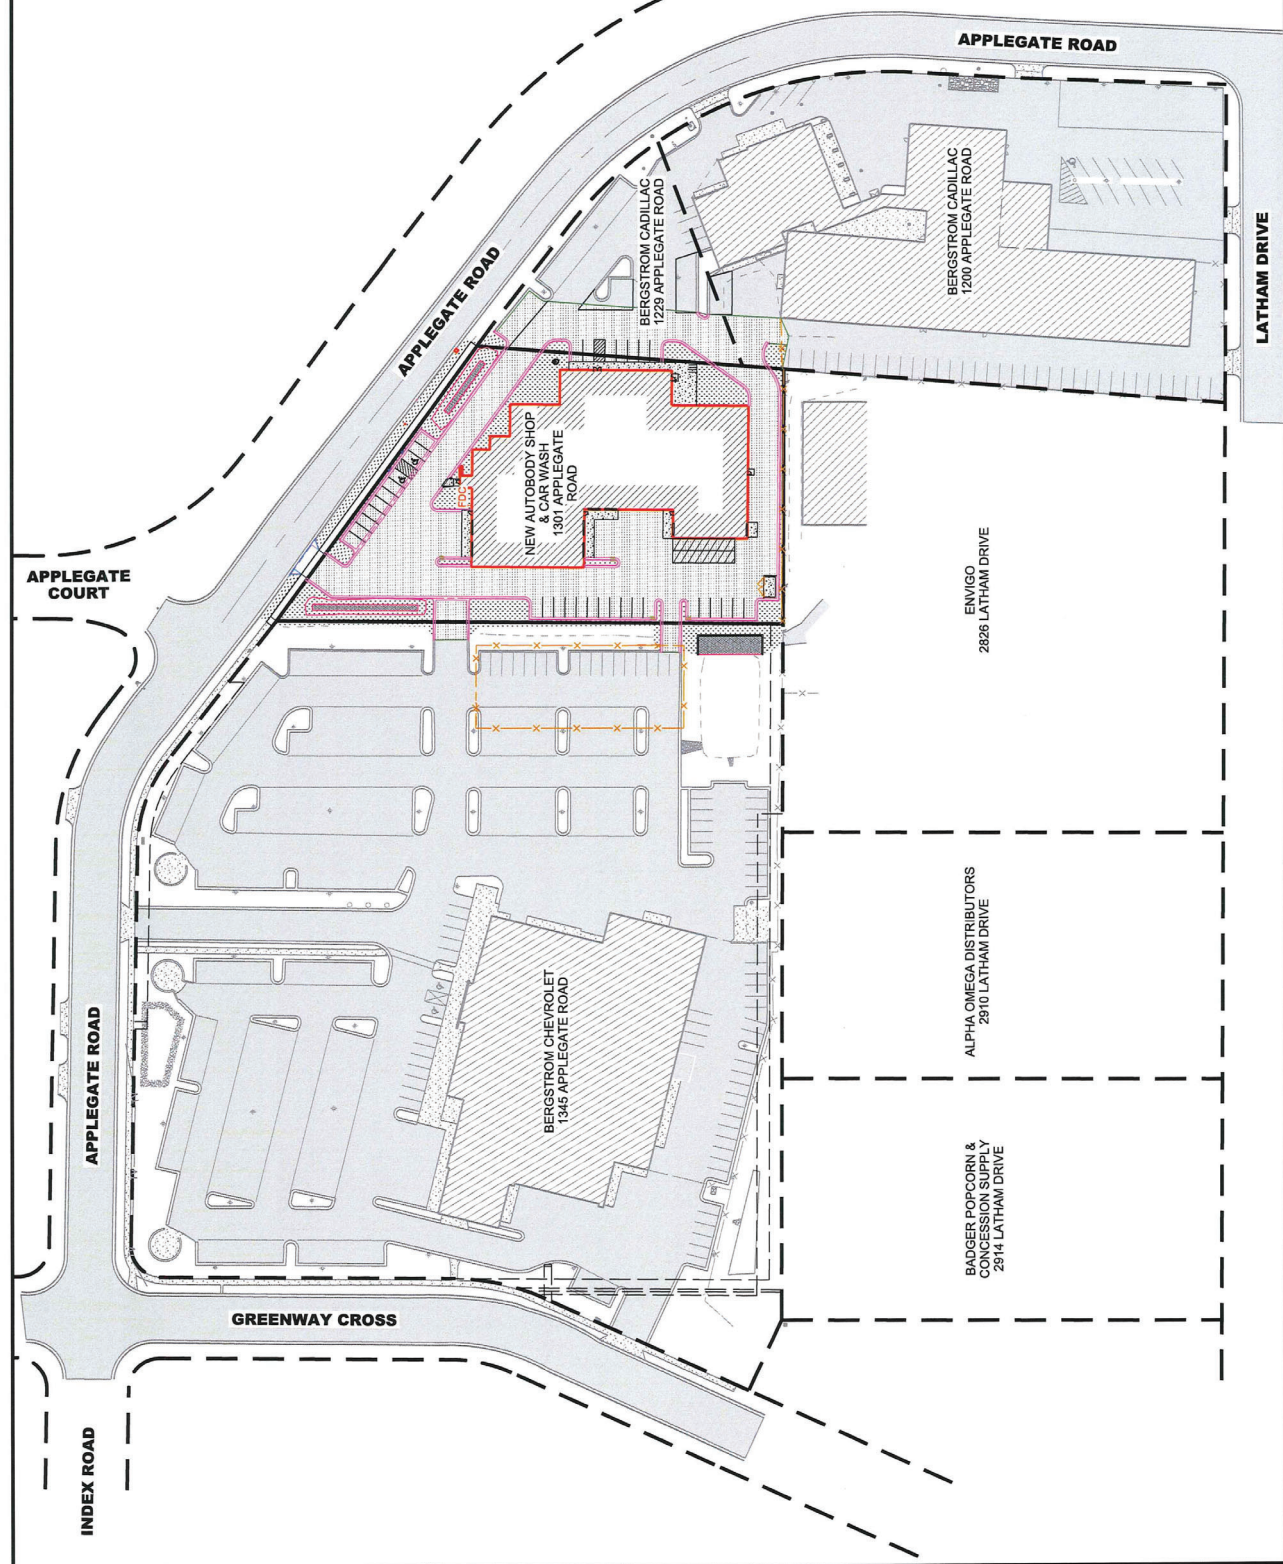 APPLEGATE ROAD
BERGSTROM CADILLAC
1229 APPLEGATE ROAD
BERGSTROM CADILLAC
1200 APPLEGATE ROAD
LATHAM DRIVE
APPLEGATE ROAD
NEW AUTOBODY SHOP
& CAR WASH
1301 APPLEGATE
ROAD
FDC
APPLEGATE
COURT
ENVIGO
2826 LATHAM DRIVE
ALPHA OMEGA DISTRIBUTORS
2910 LATHAM DRIVE
APPLEGATE ROAD
BERGSTROM CHEVROLET
1345 APPLEGATE ROAD
BADGER POPCORN &
CONCESSION SUPPLY
2914 LATHAM DRIVE
GREENWAY CROSS
INDEX ROAD